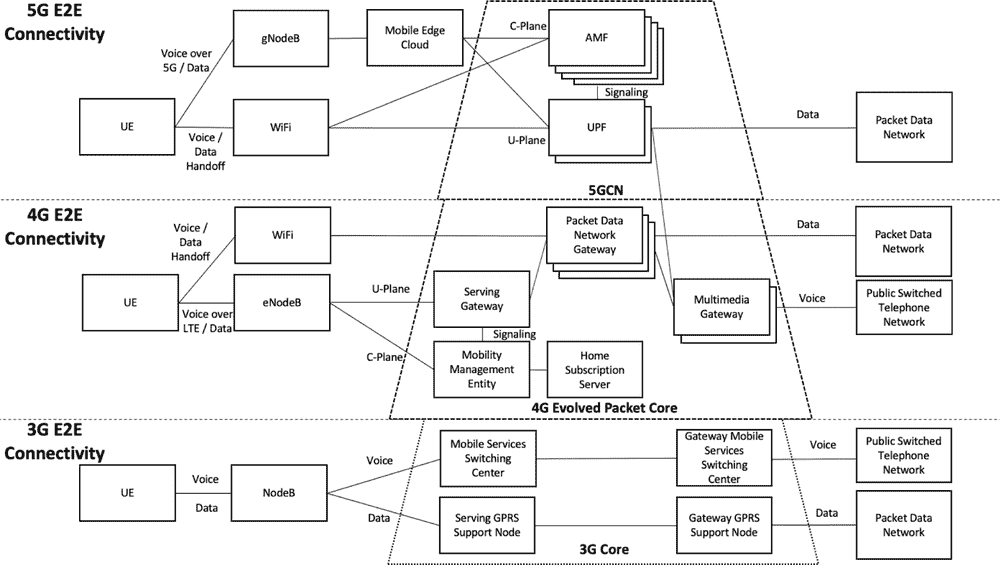 5G E2E
Connectivity
gNodeB
Mobile Edge
Cloud
C-Plane
AMF
Voice over
5G / Data
Signaling
UE
WiFi
U-Plane
UPF
Data
Packet Data
Network
Voice /
Data
Handoff
5GCN
4G E2E
Connectivity
Voice /
Data
Handoff
WiFi
Packet Data
Network
Gateway
Data
Packet Data
Network
UE
eNodeB
U-Plane
Serving
Gateway
Multimedia
Gateway
Voice
Public Switched
Telephone
Network
Voice over
LTE / Data
Signaling
C-Plane
Mobility
Management
Entity
Home
Subscription
Server
4G Evolved Packet Core
3G E2E
Connectivity
Voice
Mobile Services
Switching
Center
Gateway Mobile
Services
Switching
Center
Voice
Public Switched
Telephone
Network
UE
Voice
Data
NodeB
Data
Serving GPRS
Support Node
Gateway GPRS
Support Node
Data
Packet Data
Network
3G Core